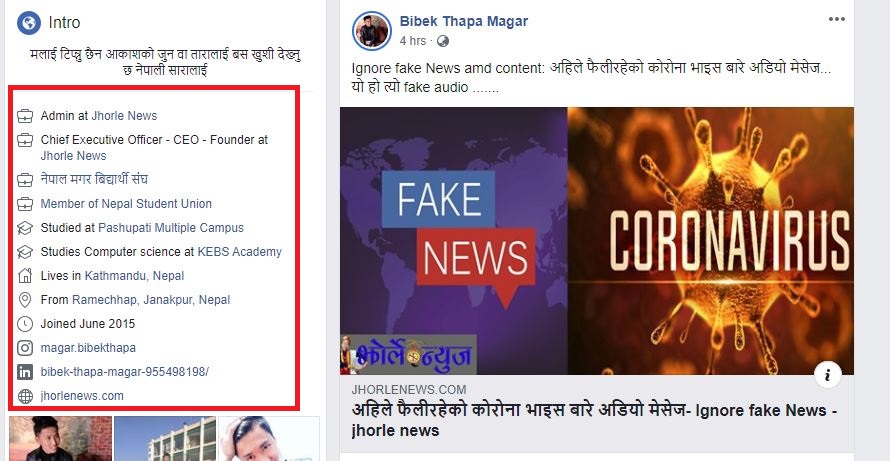 Intro
मलाई टिप्नु छैन आकाशको जुन वा तारालाई बस खुशी देख्नु
छ नेपाली सारालाई
Admin at Jhorle News
Chief Executive Officer - CEO - Founder at
Jhorle News
नेपाल मगर बिद्यार्थी संघ
Member of Nepal Student Union
Studied at Pashupati Multiple Campus
Studies Computer science at KEBS Academy
Lives in Kathmandu, Nepal
From Ramechhap, Janakpur, Nepal
Joined June 2015
magar.bibekthapa
bibek-thapa-magar-955498198/
jhorlenews.com
Bibek Thapa Magar
4 hrs ·
Ignore fake News amd content: अहिले फैलीरहेको कोरोना भाइस बारे अडियो मेसेज...
यो हो त्यो fake audio .......
FAKE
NEWS
CORONAVIRUS
झोर्ले न्युज
JHORLENEWS.COM
अहिले फैलीरहेको कोरोना भाइस बारे अडियो मेसेज- Ignore fake News -
jhorle news